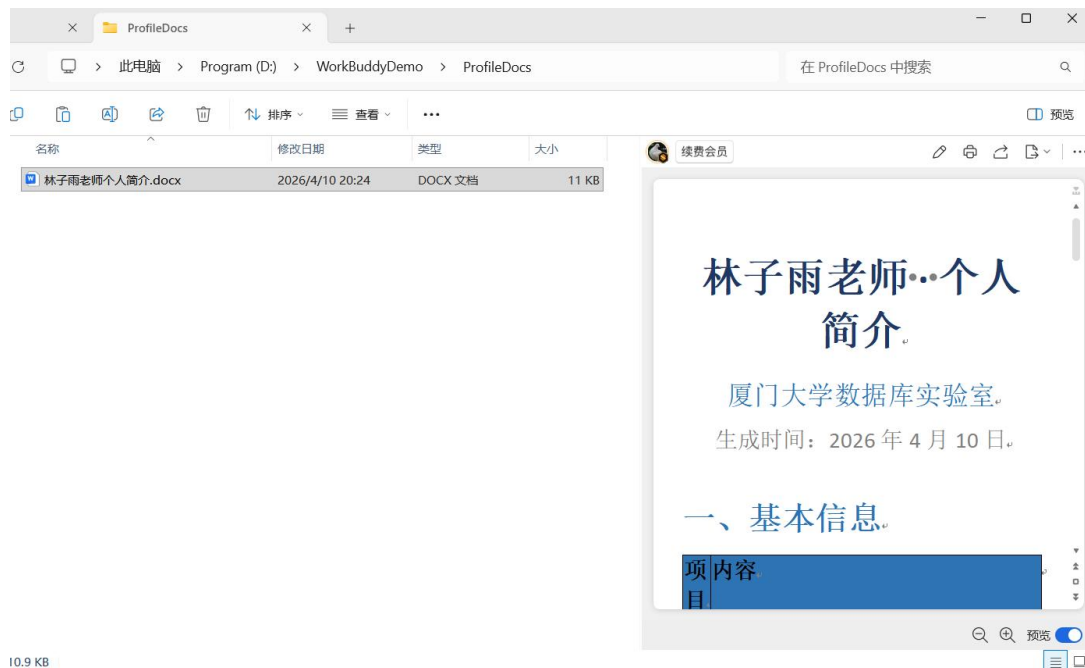 ProfileDocs
此电脑 > Program (D:) > WorkBuddyDemo > ProfileDocs
在 ProfileDocs 中搜索
排序
查看
预览
名称 修改日期 类型 大小
林子雨老师个人简介.docx 2026/4/10 20:24 DOCX 文档 11 KB
续费会员
林子雨老师···个人
简介
厦门大学数据库实验室
生成时间：2026 年 4 月 10 日
一、基本信息
项 内容
目
预览
10.9 KB